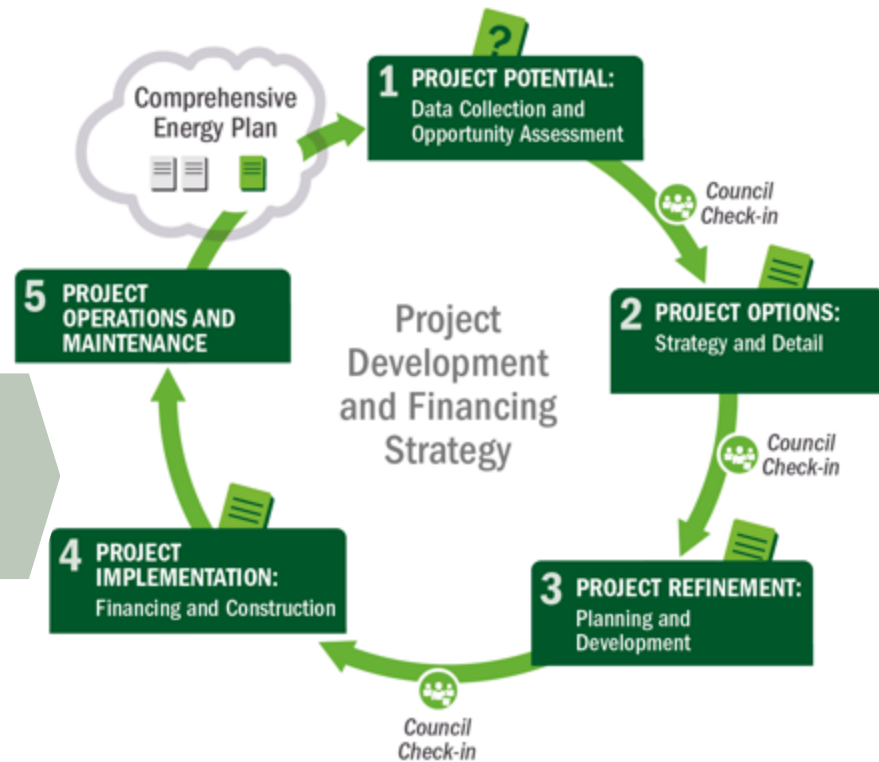 Comprehensive
Energy Plan
?
1 PROJECT POTENTIAL:
Data Collection and
Opportunity Assessment
Council
Check-in
2 PROJECT OPTIONS:
Strategy and Detail
Council
Check-in
3 PROJECT REFINEMENT:
Planning and
Development
Council
Check-in
4 PROJECT
IMPLEMENTATION:
Financing and Construction
5 PROJECT
OPERATIONS AND
MAINTENANCE
Project
Development
and Financing
Strategy